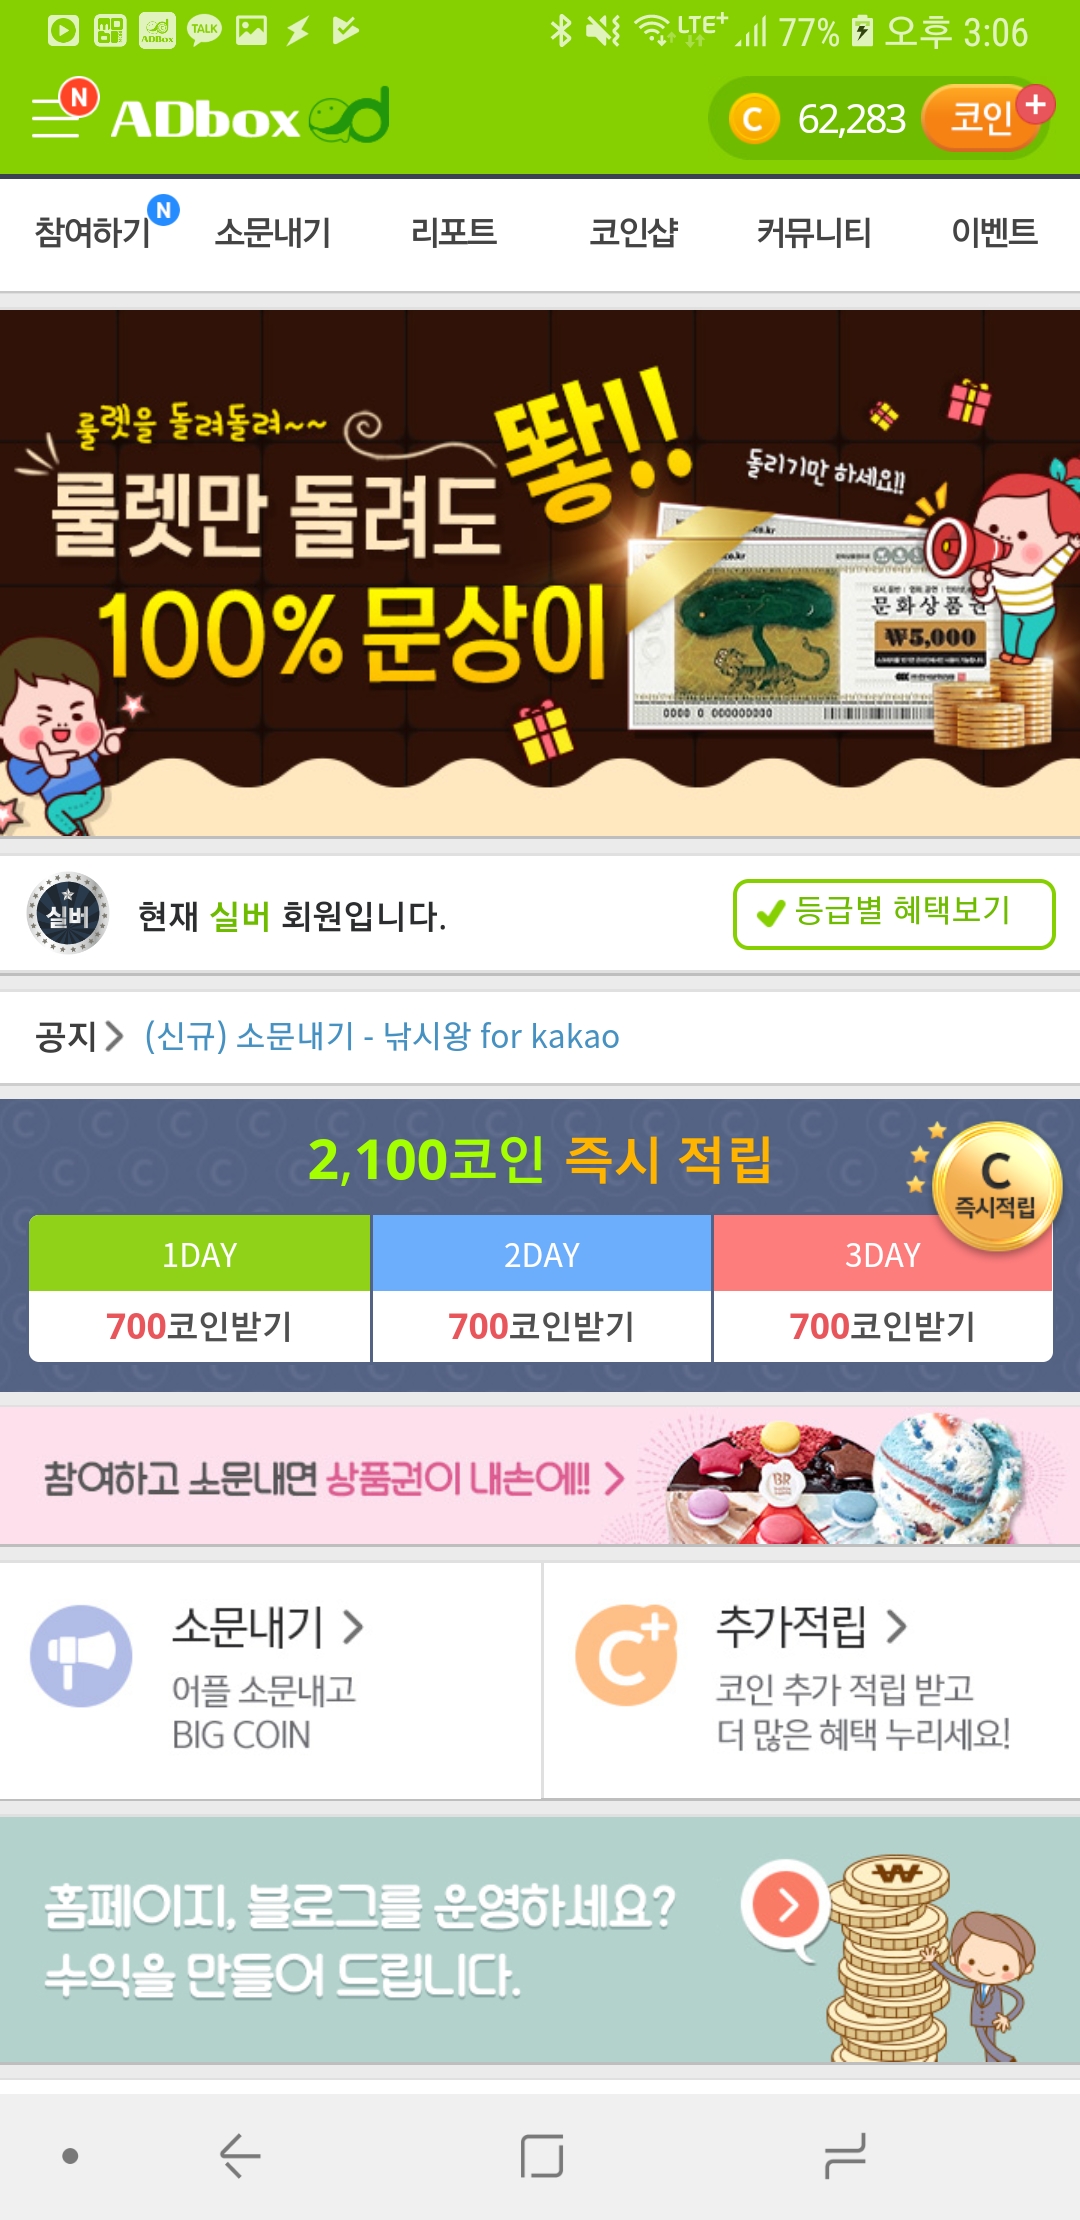 TALK
LTE+ 77% 오후 3:06
N
ADbox
C 62,283 코인 +
참여하기 N 소문내기 리포트 코인샵 커뮤니티 이벤트
룰렛을 돌려돌려~~
룰렛만 돌려도
뙇!!
100% 문상이
돌리기만 하세요!!
문화상품권
₩5,000
0000 0 000000000
실버 현재 실버 회원입니다. 등급별 혜택보기
공지 (신규) 소문내기 - 낚시왕 for kakao
2,100코인 즉시 적립
C
즉시적립
1DAY 2DAY 3DAY
700코인받기 700코인받기 700코인받기
참여하고 소문내면 상품권이 내손에!!
BR
소문내기
어플 소문내고
BIG COIN
C+
추가적립
코인 추가 적립 받고
더 많은 혜택 누리세요!
홈페이지, 블로그를 운영하세요?
수익을 만들어 드립니다.
₩